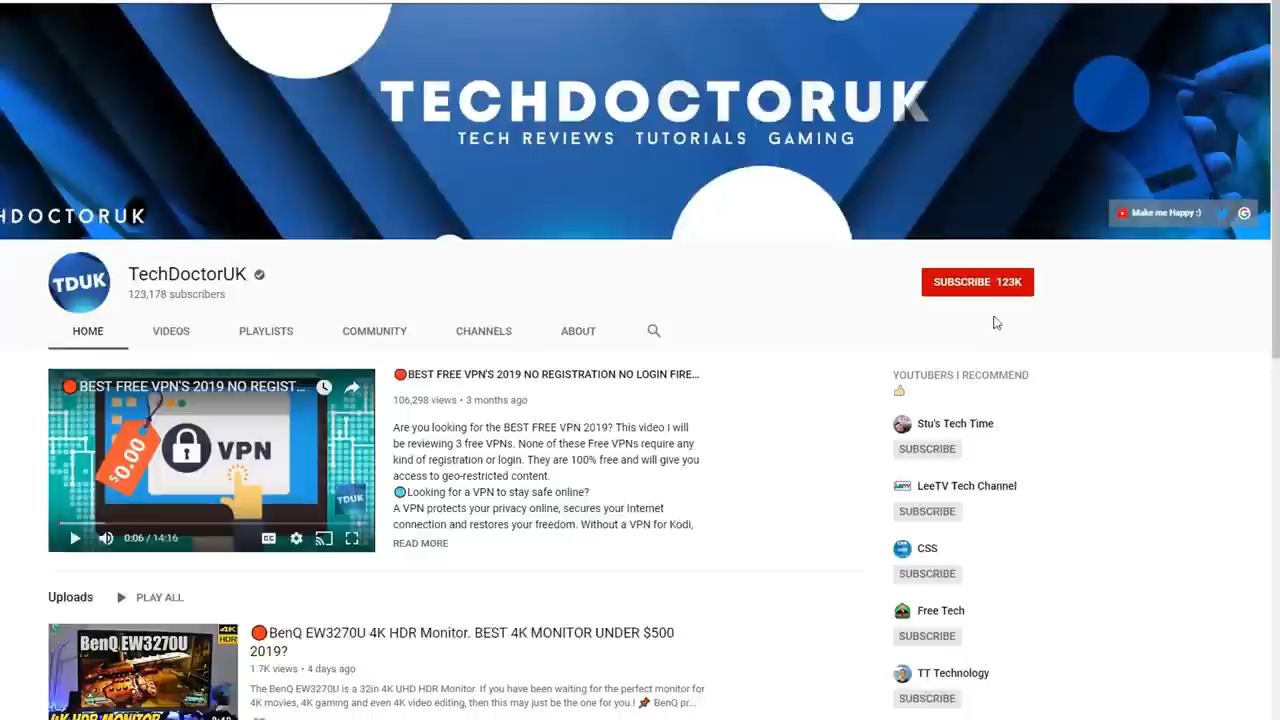 TECHDOCTORUK
TECH REVIEWS TUTORIALS GAMING
HDOCTORUK
Make me Happy :)
TDUK
TechDoctorUK
123,178 subscribers
SUBSCRIBE 123K
HOME
VIDEOS
PLAYLISTS
COMMUNITY
CHANNELS
ABOUT
BEST FREE VPN'S 2019 NO REGIST...
$0.00
VPN
TDUK
0:06 / 14:16
CC
BEST FREE VPN'S 2019 NO REGISTRATION NO LOGIN FIRE...
106,298 views • 3 months ago
Are you looking for the BEST FREE VPN 2019? This video I will
be reviewing 3 free VPNs. None of these Free VPNs require any
kind of registration or login. They are 100% free and will give you
access to geo-restricted content.
Looking for a VPN to stay safe online?
A VPN protects your privacy online, secures your Internet
connection and restores your freedom. Without a VPN for Kodi,
READ MORE
YOUTUBERS I RECOMMEND
Stu's Tech Time
SUBSCRIBE
LeeTV Tech Channel
SUBSCRIBE
CSS
SUBSCRIBE
Free Tech
SUBSCRIBE
TT Technology
SUBSCRIBE
Uploads
PLAY ALL
BenQ EW3270U
4K
HDR
4K HDR MONITOR
BenQ EW3270U 4K HDR Monitor. BEST 4K MONITOR UNDER $500
2019?
1.7K views • 4 days ago
The BenQ EW3270U is a 32in 4K UHD HDR Monitor. If you have been waiting for the perfect monitor for
4K movies, 4K gaming and even 4K video editing, then this may just be the one for you.! BenQ pr...